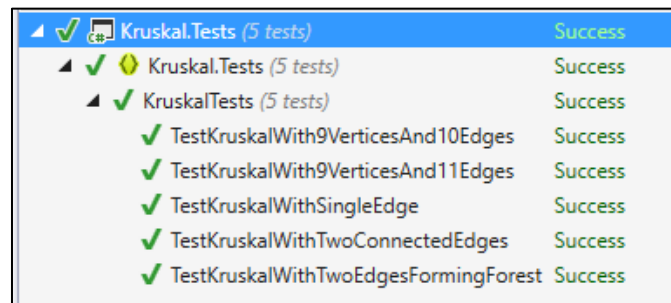 C# Kruskal.Tests (5 tests) Success
Kruskal.Tests (5 tests) Success
KruskalTests (5 tests) Success
TestKruskalWith9VerticesAnd10Edges Success
TestKruskalWith9VerticesAnd11Edges Success
TestKruskalWithSingleEdge Success
TestKruskalWithTwoConnectedEdges Success
TestKruskalWithTwoEdgesFormingForest Success